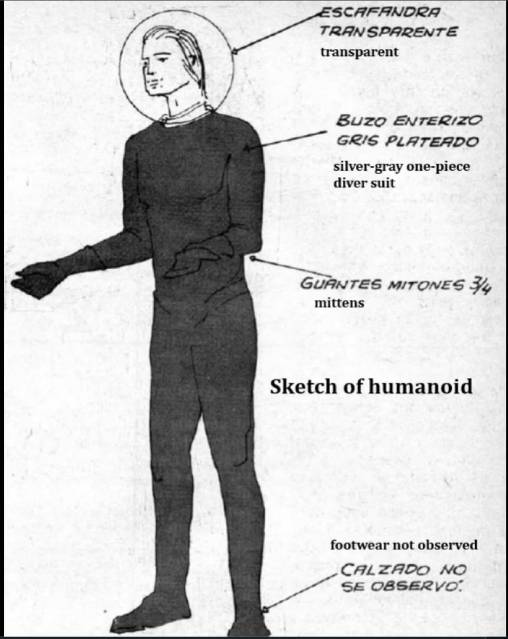 ESCAFANDRA
TRANSPARENTE
transparent
BUZO ENTERIZO
GRIS PLATEADO
silver-gray one-piece
diver suit
GUANTES MITONES 3/4
mittens
Sketch of humanoid
footwear not observed
CALZADO NO
SE OBSERVO.